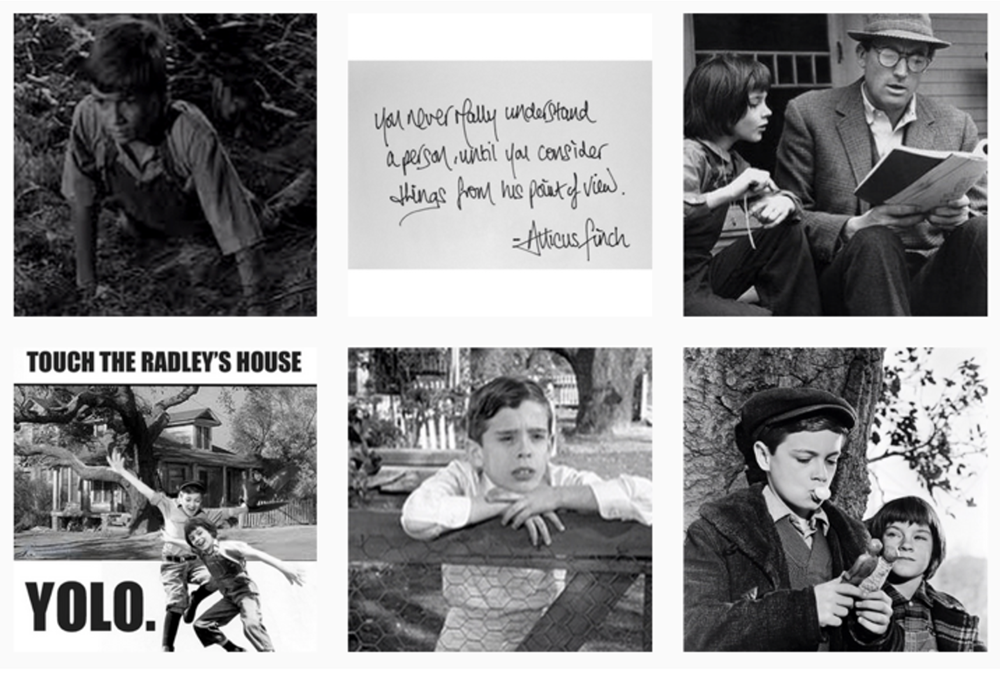 you never really understand
a person, until you consider
things from his point of view.
-Atticus Finch
TOUCH THE RADLEY'S HOUSE
YOLO.